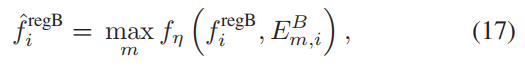 $$\hat{f}_i^{\text{regB}} = \max_m f_\eta \left( f_i^{\text{regB}}, E_{m,i}^B \right), \quad (17)$$